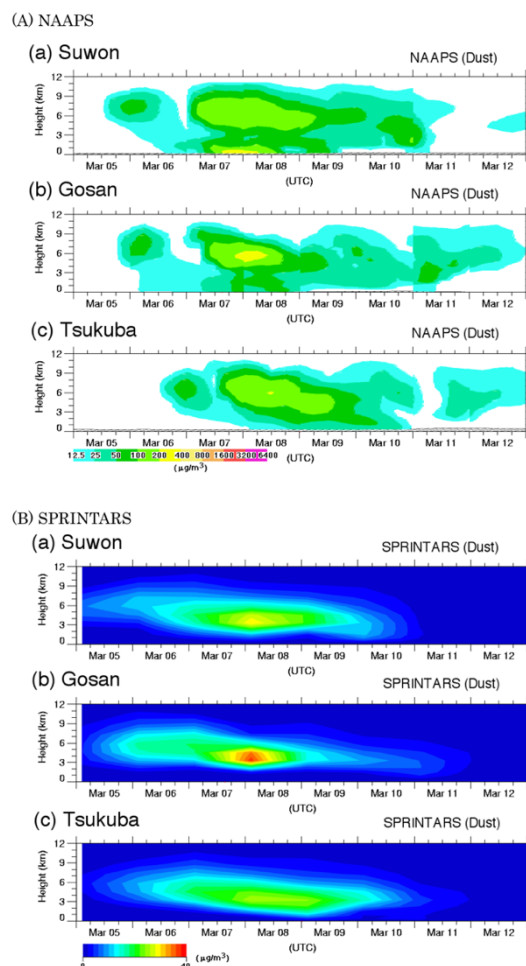 (A) NAAPS
(a) Suwon NAAPS (Dust)
Height (km)
12
9
6
3
0
Mar 05 Mar 06 Mar 07 Mar 08 Mar 09 Mar 10 Mar 11 Mar 12
(UTC)
(b) Gosan NAAPS (Dust)
Height (km)
12
9
6
3
0
Mar 05 Mar 06 Mar 07 Mar 08 Mar 09 Mar 10 Mar 11 Mar 12
(UTC)
(c) Tsukuba NAAPS (Dust)
Height (km)
12
9
6
3
0
Mar 05 Mar 06 Mar 07 Mar 08 Mar 09 Mar 10 Mar 11 Mar 12
(UTC)
12.5 25 50 100 200 400 800 1600 3200 6400
(μg/m³)
(B) SPRINTARS
(a) Suwon SPRINTARS (Dust)
Height (km)
12
9
6
3
0
Mar 05 Mar 06 Mar 07 Mar 08 Mar 09 Mar 10 Mar 11 Mar 12
(UTC)
(b) Gosan SPRINTARS (Dust)
Height (km)
12
9
6
3
0
Mar 05 Mar 06 Mar 07 Mar 08 Mar 09 Mar 10 Mar 11 Mar 12
(UTC)
(c) Tsukuba SPRINTARS (Dust)
Height (km)
12
9
6
3
0
Mar 05 Mar 06 Mar 07 Mar 08 Mar 09 Mar 10 Mar 11 Mar 12
(UTC)
(μg/m³)